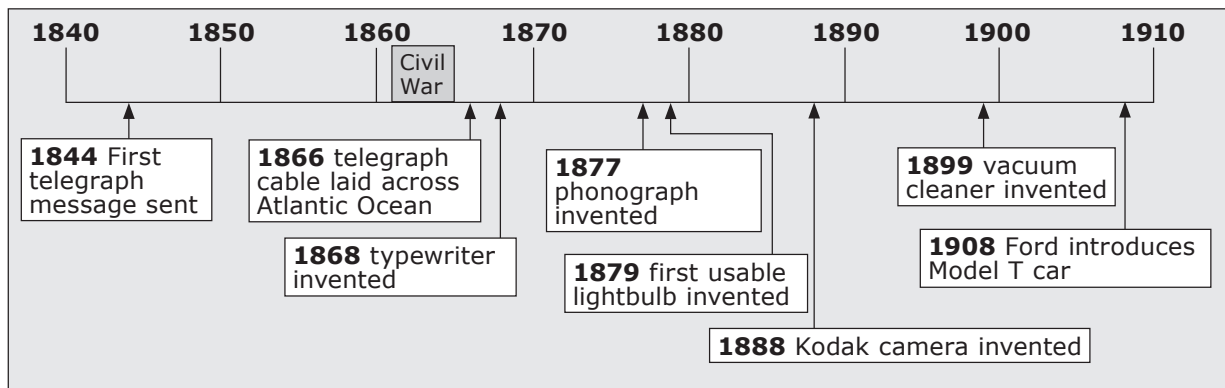 1840 1850 1860 1870 1880 1890 1900 1910
Civil
War
1844 First
telegraph
message sent
1866 telegraph
cable laid across
Atlantic Ocean
1868 typewriter
invented
1877
phonograph
invented
1879 first usable
lightbulb invented
1888 Kodak camera invented
1899 vacuum
cleaner invented
1908 Ford introduces
Model T car